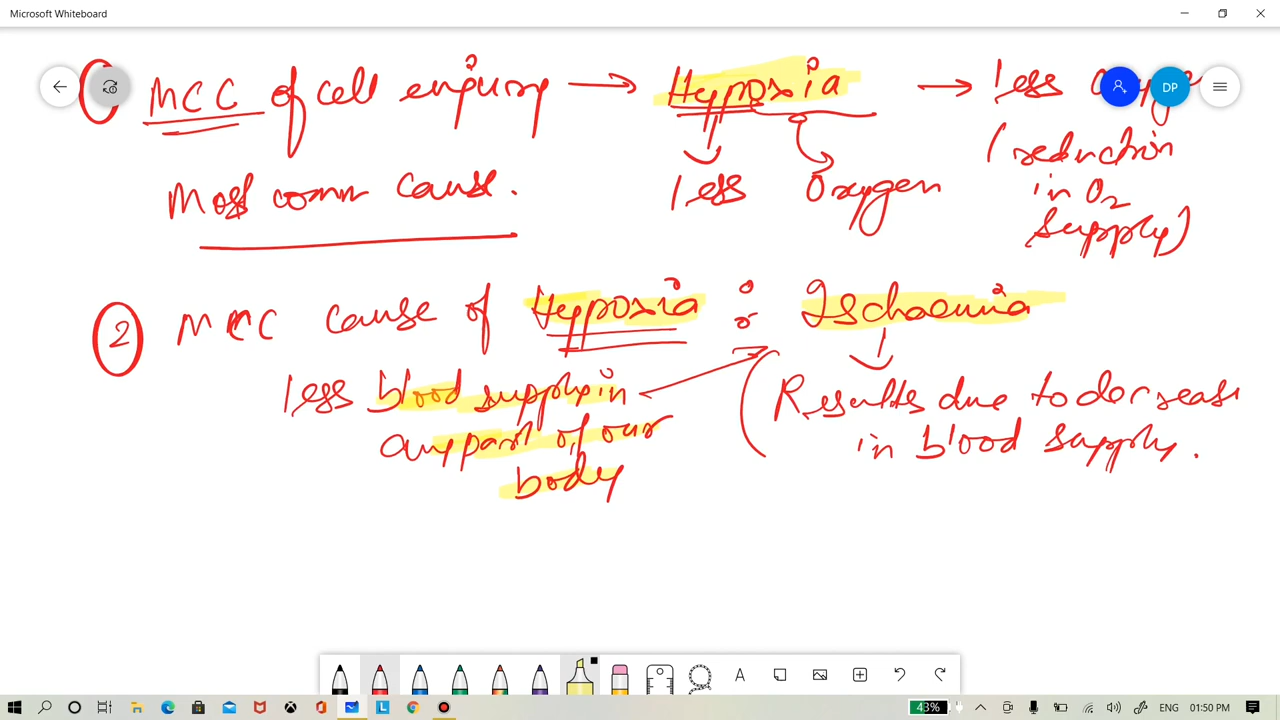 Microsoft Whiteboard
MCC of cell enjury → Hypoxia → less
less Oxygen
(reduction
in O2
supply)
Most comm cause.
2 MCC cause of Hypoxia : Ischaemia
less blood supply in
any part of our
body
(Results due to decrease
in blood supply.
DP
A
43%
ENG 01:50 PM